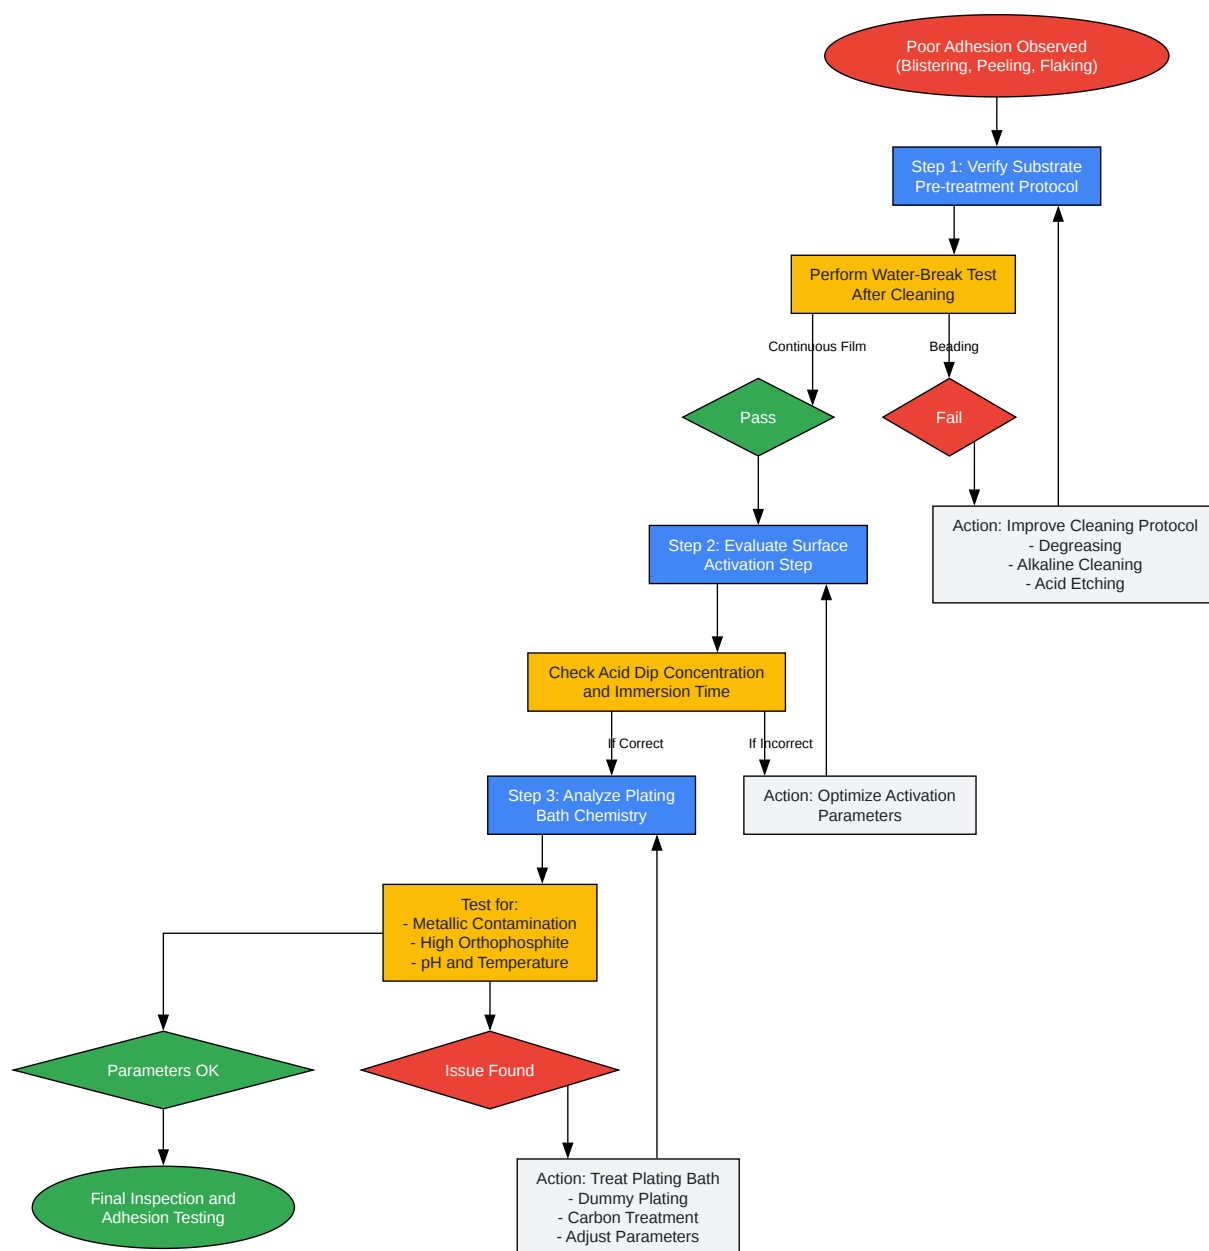 Poor Adhesion Observed
(Blistering, Peeling, Flaking)
Step 1: Verify Substrate
Pre-treatment Protocol
Perform Water-Break Test
After Cleaning
Continuous Film
Beading
Pass
Fail
Action: Improve Cleaning Protocol
- Degreasing
- Alkaline Cleaning
- Acid Etching
Step 2: Evaluate Surface
Activation Step
Check Acid Dip Concentration
and Immersion Time
If Correct
If Incorrect
Step 3: Analyze Plating
Bath Chemistry
Action: Optimize Activation
Parameters
Test for:
- Metallic Contamination
- High Orthophosphite
- pH and Temperature
Parameters OK
Issue Found
Final Inspection and
Adhesion Testing
Action: Treat Plating Bath
- Dummy Plating
- Carbon Treatment
- Adjust Parameters